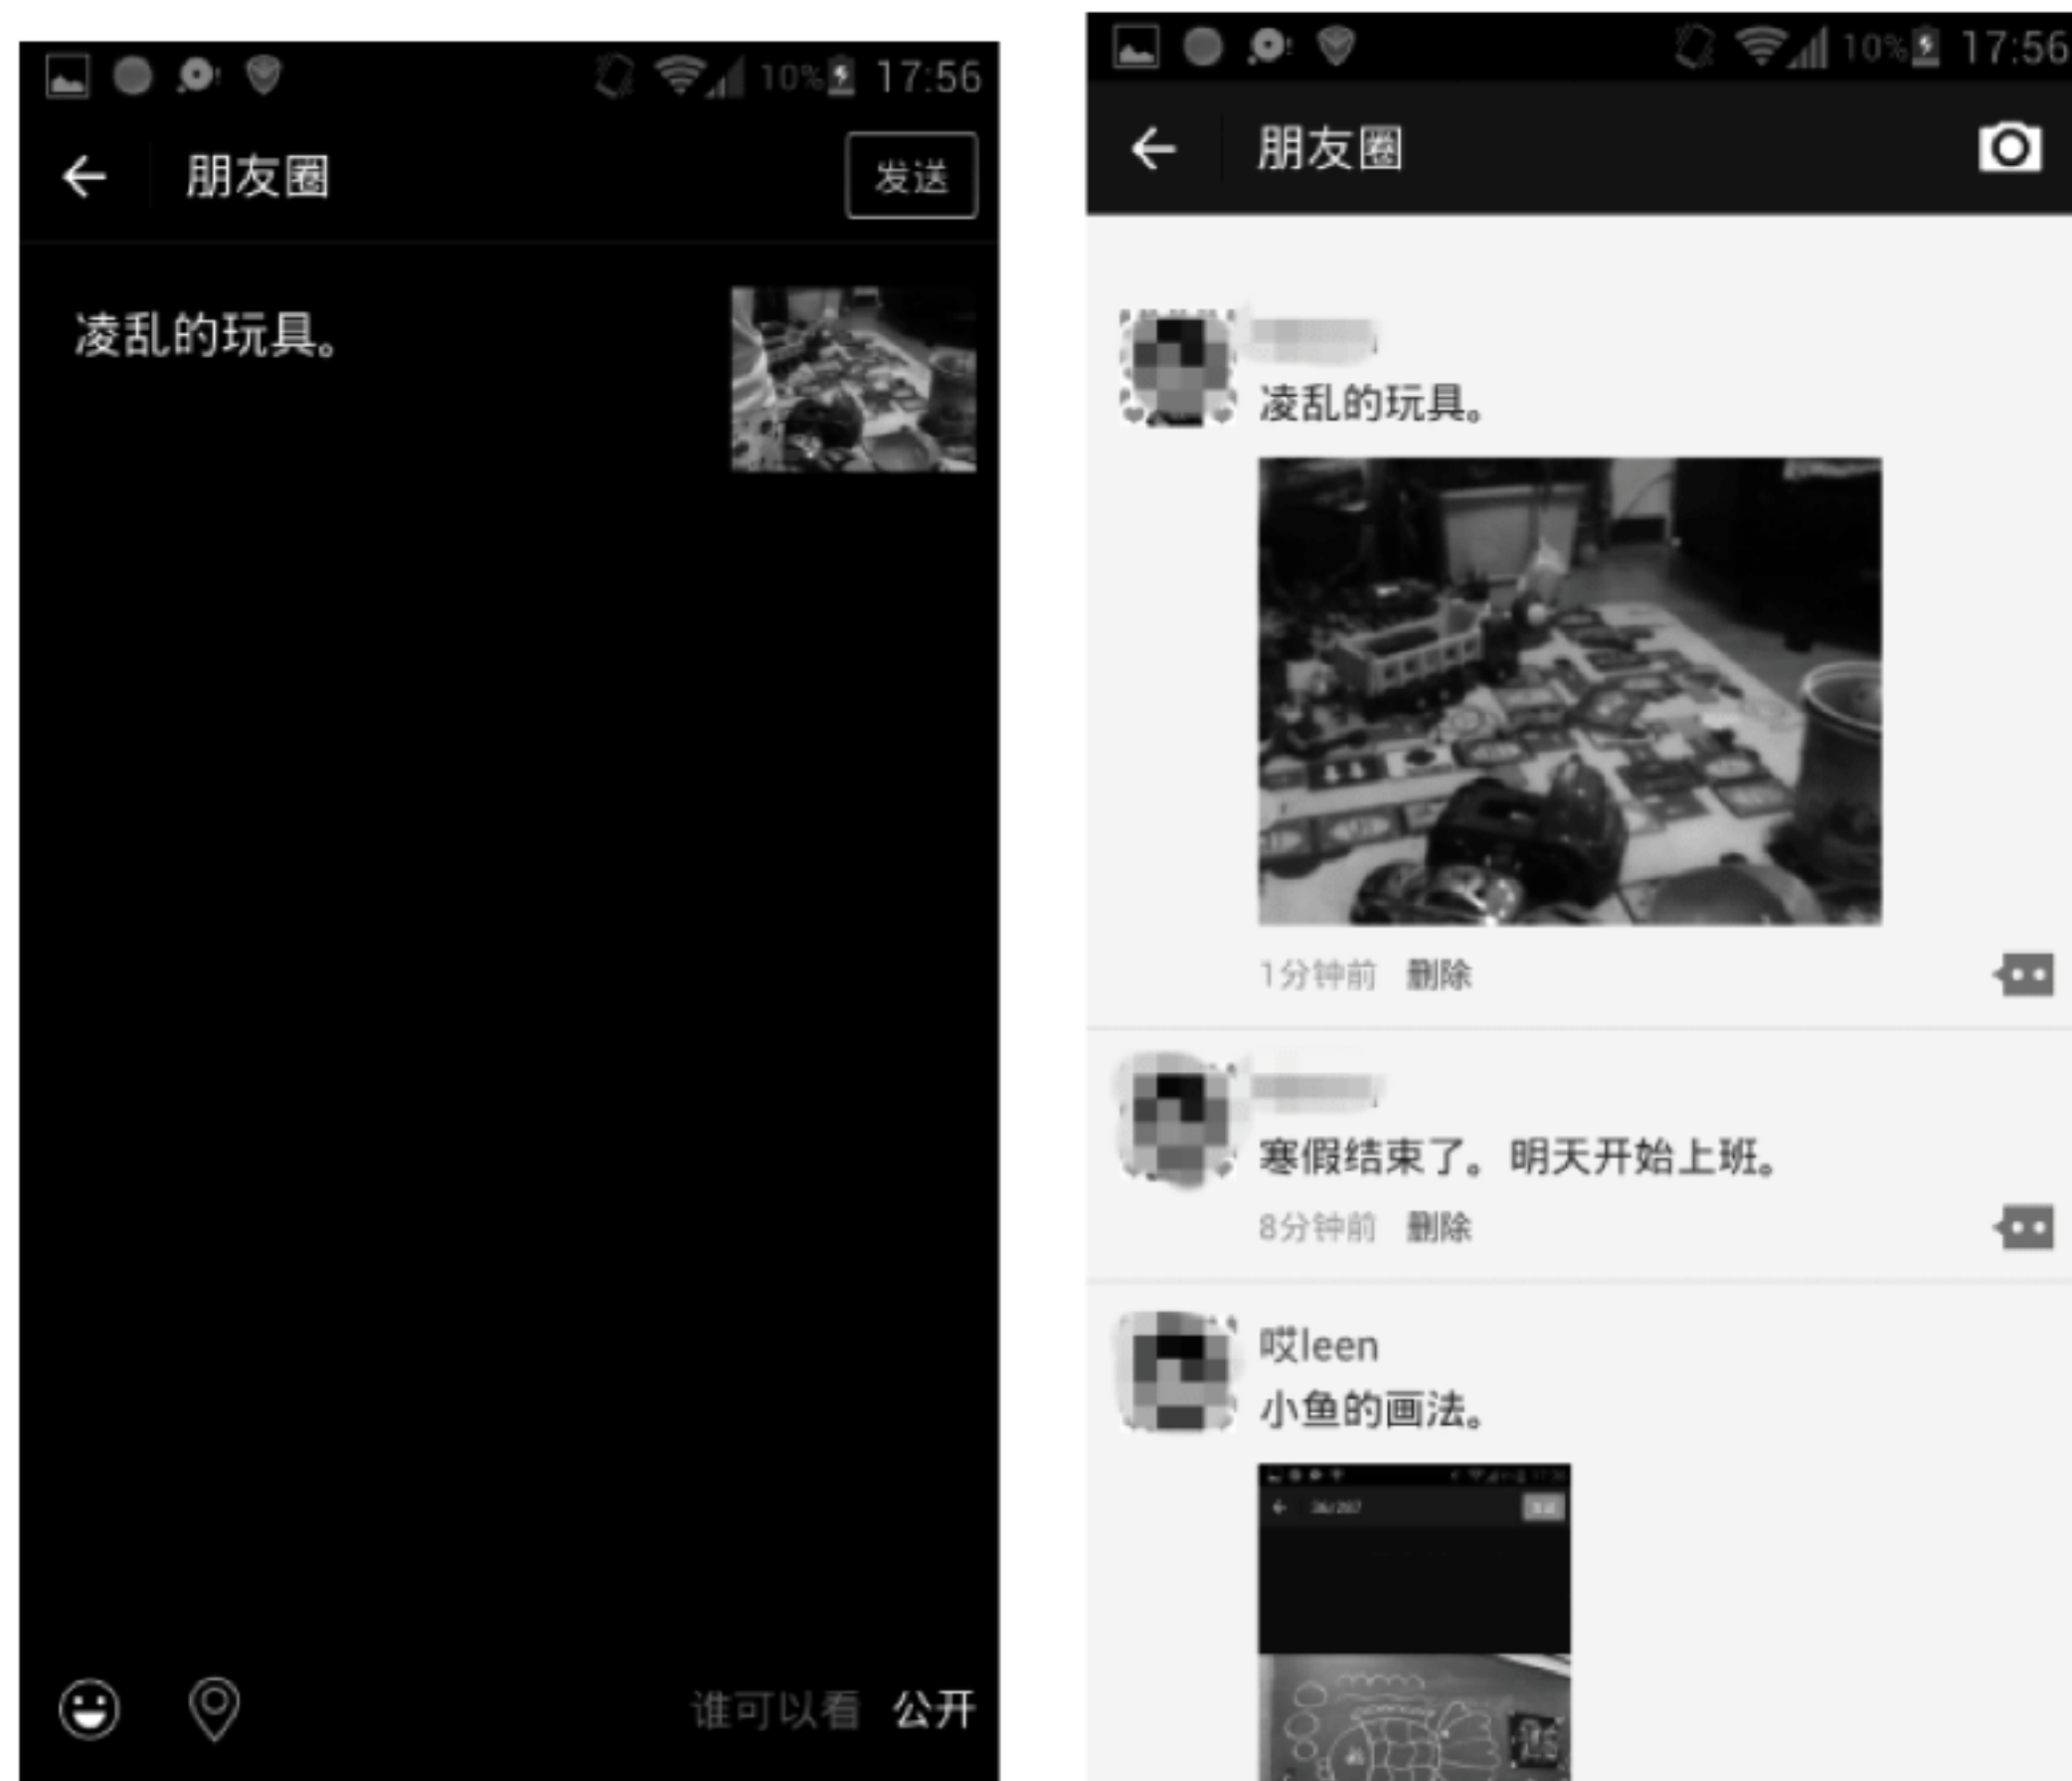 10% 17:56
朋友圈
发送
凌乱的玩具。
谁可以看 公开
10% 17:56
朋友圈
凌乱的玩具。
1分钟前 删除
寒假结束了。明天开始上班。
8分钟前 删除
哎leen
小鱼的画法。
36/287